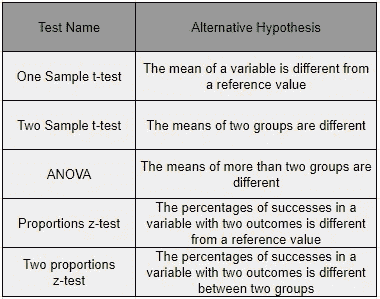 Test Name
Alternative Hypothesis
One Sample t-test
The mean of a variable is different from
a reference value
Two Sample t-test
The means of two groups are different
ANOVA
The means of more than two groups are
different
Proportions z-test
The percentages of successes in a
variable with two outcomes is different
from a reference value
Two proportions
z-test
The percentages of successes in a
variable with two outcomes is different
between two groups